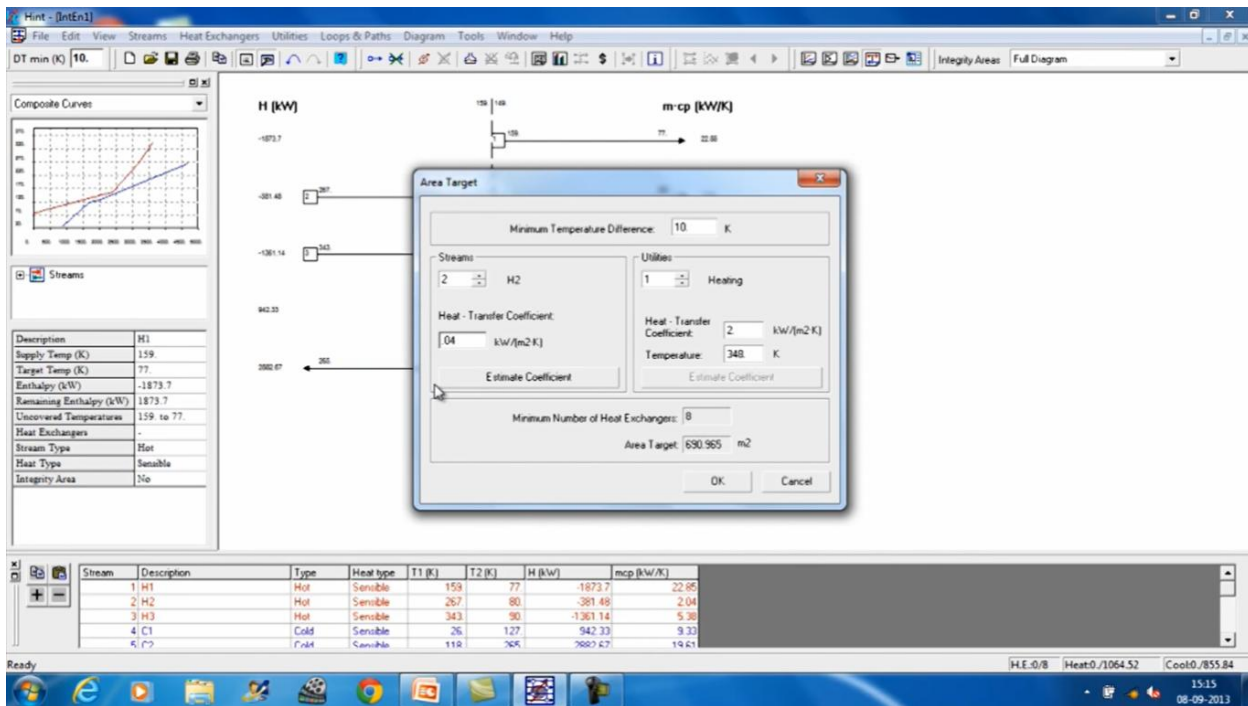 Hint - [IntEn1]
File Edit View Streams Heat Exchangers Utilities Loops & Paths Diagram Tools Window Help
DT min (K) 10. Integrity Areas Full Diagram
Composite Curves
H (kW) 159. 149. m·cp (kW/K)
-1873.7 1 159. 77. 22.85
-381.48 2 267.
-1361.14 3 343.
942.33
2882.67 265.
Streams
Description H1
Supply Temp (K) 159.
Target Temp (K) 77.
Enthalpy (kW) -1873.7
Remaining Enthalpy (kW) 1873.7
Uncovered Temperatures 159. to 77.
Heat Exchangers -
Stream Type Hot
Heat Type Sensible
Integrity Area No
Area Target
Minimum Temperature Difference: 10. K
Streams
2 H2
Heat - Transfer Coefficient:
.04 kW/(m2·K)
Estimate Coefficient
Utilities
1 Heating
Heat - Transfer
Coefficient: 2. kW/(m2·K)
Temperature: 348. K
Estimate Coefficient
Minimum Number of Heat Exchangers: 8
Area Target: 690.965 m2
OK Cancel
Stream Description Type Heat type T1 (K) T2 (K) H (kW) mcp (kW/K)
1 H1 Hot Sensible 159. 77. -1873.7 22.85
2 H2 Hot Sensible 267. 80. -381.48 2.04
3 H3 Hot Sensible 343. 90. -1361.14 5.38
4 C1 Cold Sensible 26. 127. 942.33 9.33
5 C2 Cold Sensible 118. 265. 2882.67 19.61
Ready H.E.:0/8 Heat:0./1064.52 Cool:0./855.84
15:15
08-09-2013